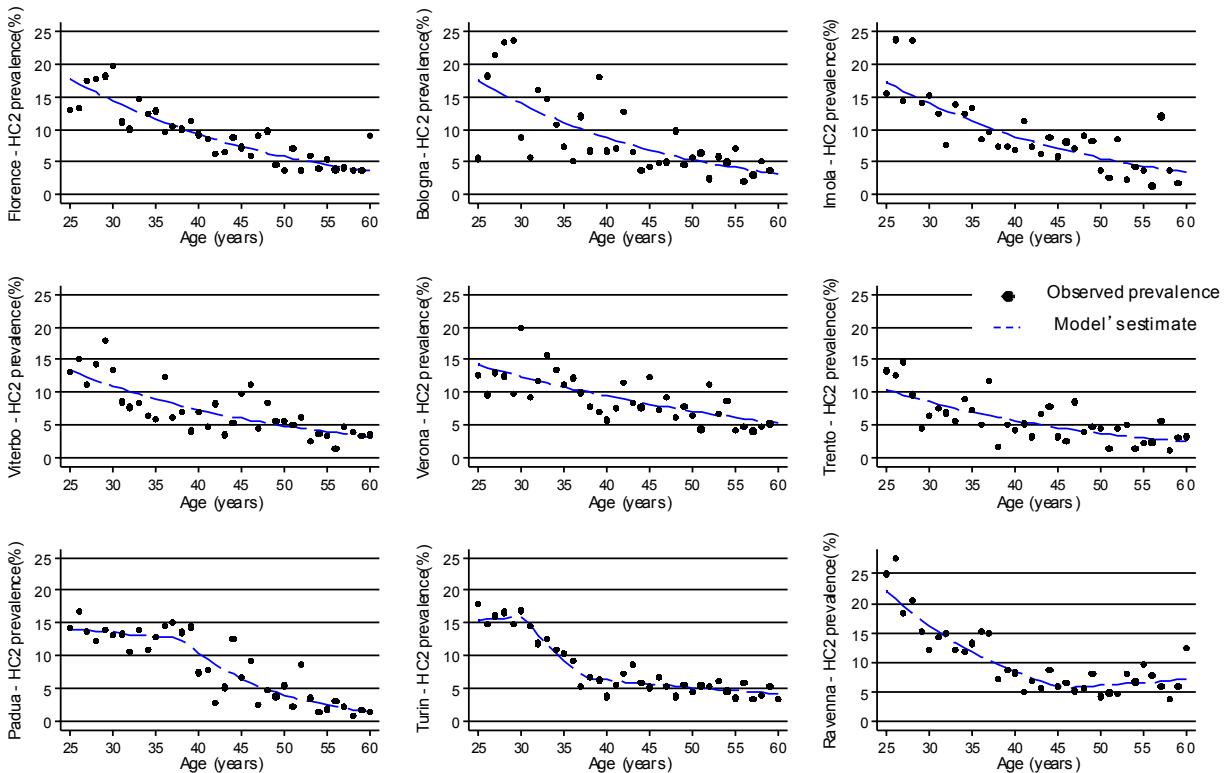 Florence - HC2 prevalence(%)
25
20
15
10
5
0
25 30 35 40 45 50 55 60
Age (years)
Bologna - HC2 prevalence(%)
25
20
15
10
5
0
25 30 35 40 45 50 55 60
Age (years)
Imola - HC2 prevalence(%)
25
20
15
10
5
0
25 30 35 40 45 50 55 60
Age (years)
Viterbo - HC2 prevalence(%)
25
20
15
10
5
0
25 30 35 40 45 50 55 60
Age (years)
Verona - HC2 prevalence(%)
25
20
15
10
5
0
25 30 35 40 45 50 55 60
Age (years)
Trento - HC2 prevalence(%)
25
20
15
10
5
0
25 30 35 40 45 50 55 60
Age (years)
Observed prevalence
Model's estimate
Padua - HC2 prevalence(%)
25
20
15
10
5
0
25 30 35 40 45 50 55 60
Age (years)
Turin - HC2 prevalence(%)
25
20
15
10
5
0
25 30 35 40 45 50 55 60
Age (years)
Ravenna - HC2 prevalence(%)
25
20
15
10
5
0
25 30 35 40 45 50 55 60
Age (years)